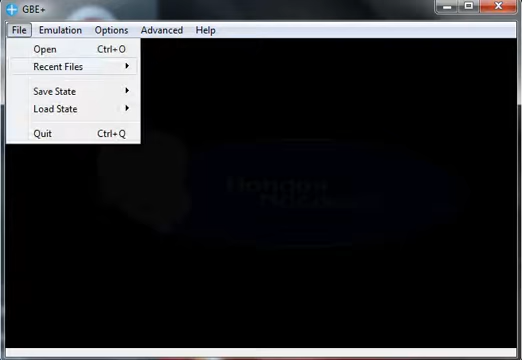 GBE+
File Emulation Options Advanced Help
Open Ctrl+O
Recent Files
Save State
Load State
Quit Ctrl+Q